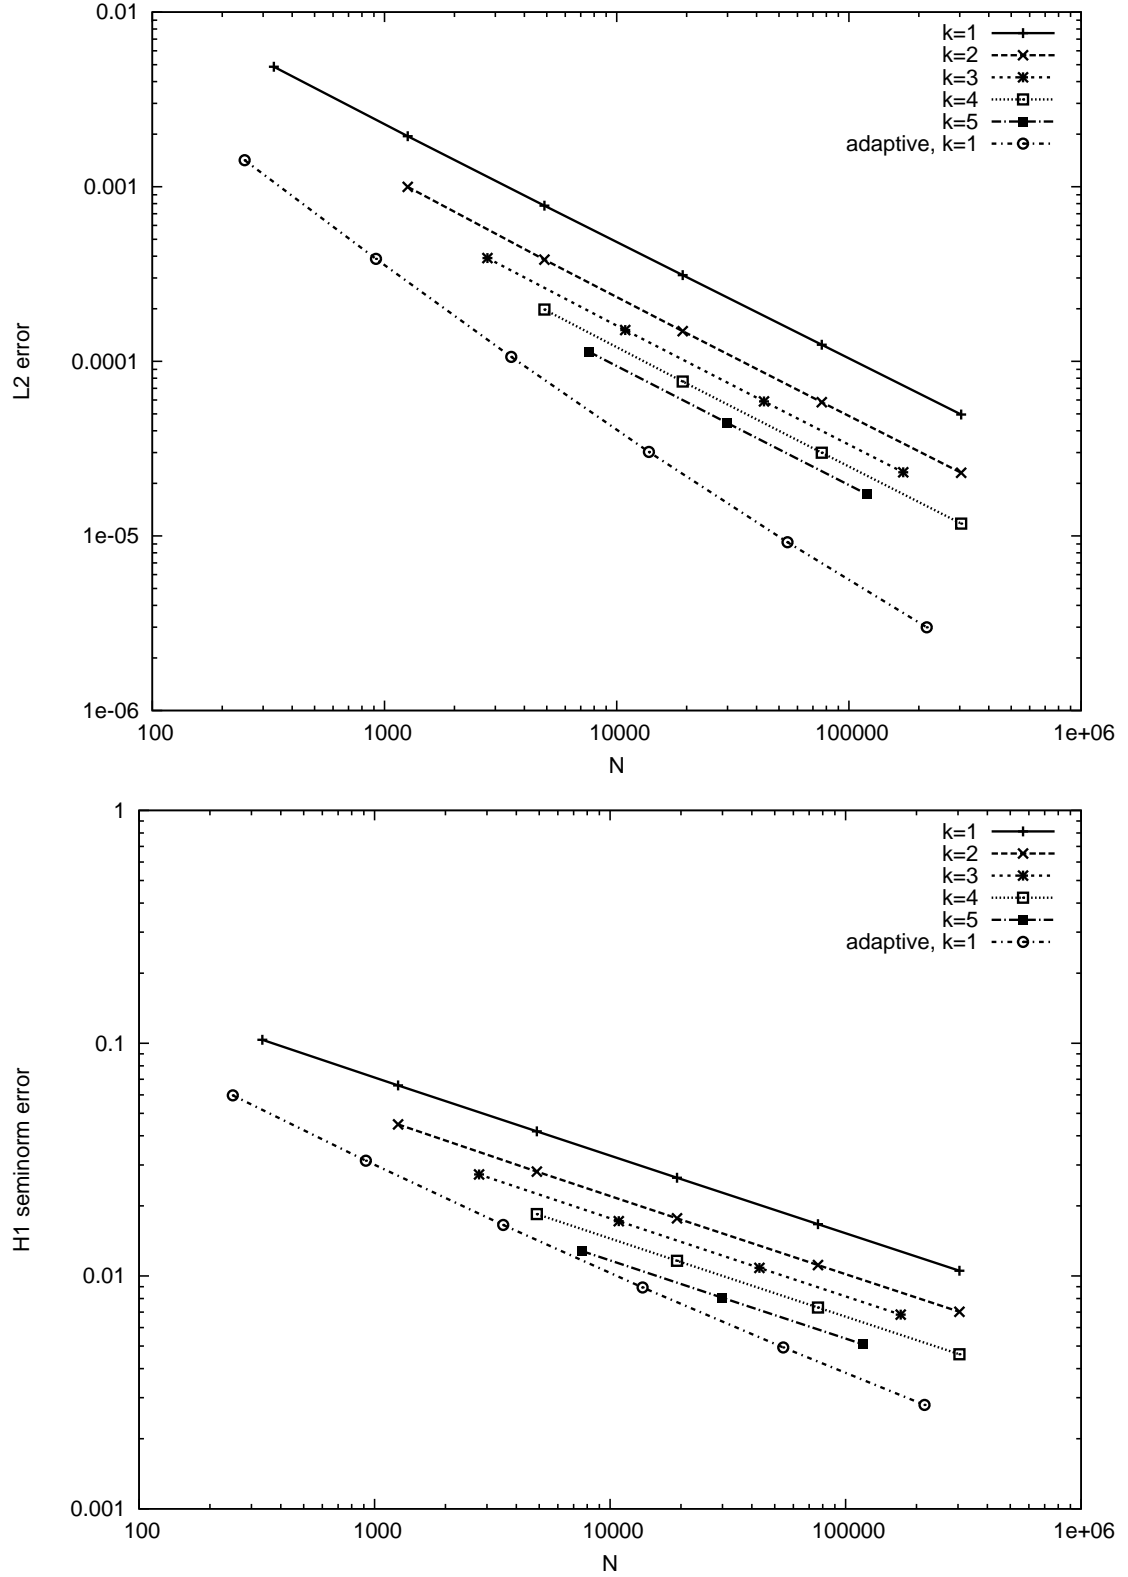 0.01
0.001
0.0001
1e-05
1e-06
L2 error
k=1
k=2
k=3
k=4
k=5
adaptive, k=1
100
1000
10000
100000
1e+06
N
1
0.1
0.01
0.001
H1 seminorm error
k=1
k=2
k=3
k=4
k=5
adaptive, k=1
100
1000
10000
100000
1e+06
N